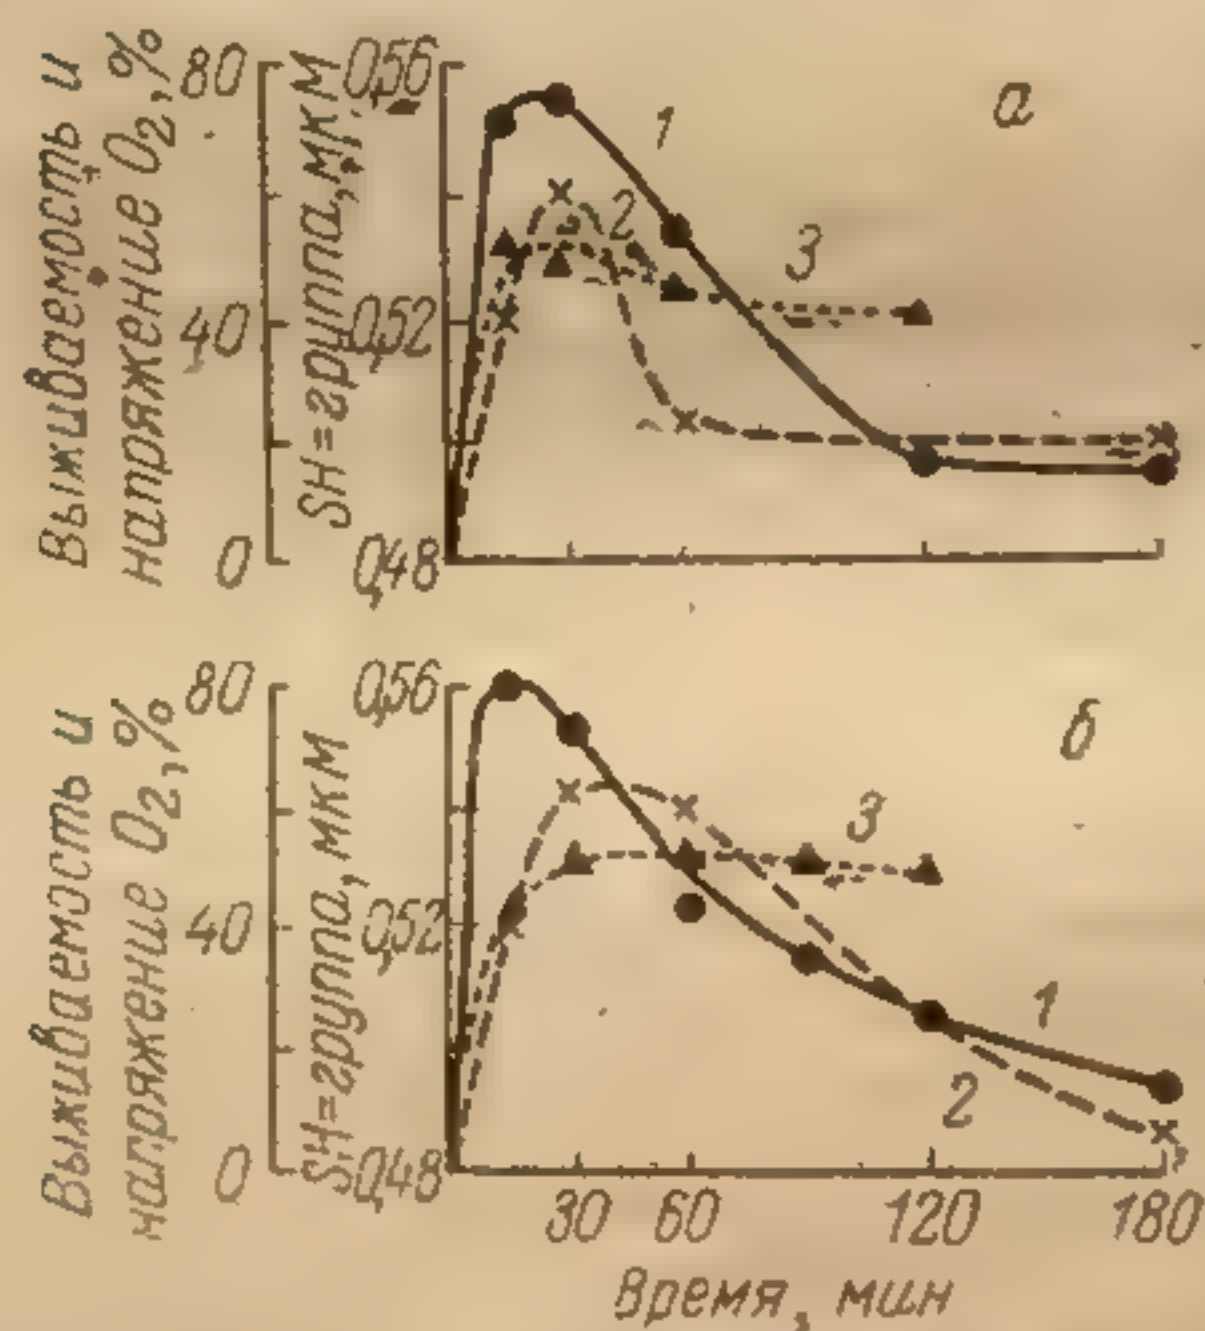 Выживаемость и
напряжение O₂, %
80
40
0
SH=группа, мкМ
0,56
0,52
0,48
а
1
2
3
Выживаемость и
напряжение O₂, %
80
40
0
SH=группа, мкМ
0,56
0,52
0,48
б
3
1
2
30 60 120 180
Время, мин